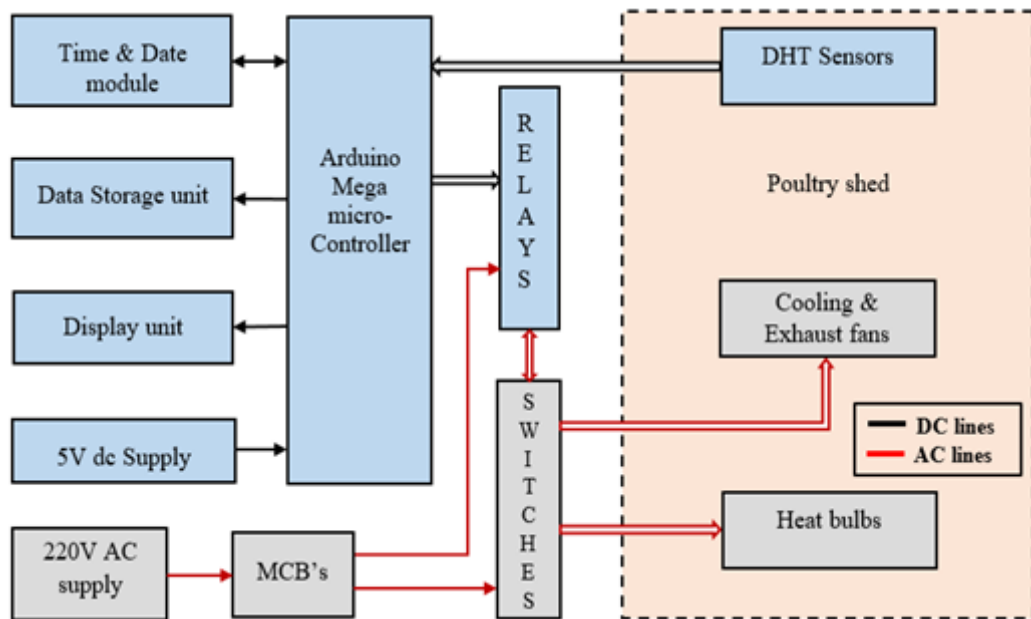 Time & Date
module
Data Storage unit
Display unit
5V dc Supply
220V AC
supply
MCB's
Arduino
Mega
micro-
Controller
R
E
L
A
Y
S
S
W
I
T
C
H
E
S
DHT Sensors
Poultry shed
Cooling &
Exhaust fans
DC lines
AC lines
Heat bulbs